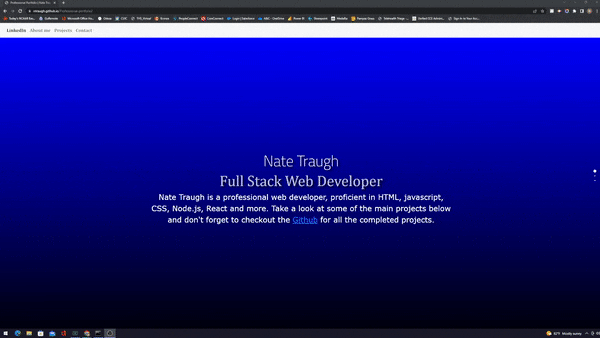 LinkedIn About me Projects Contact
Nate Traugh
Full Stack Web Developer
Nate Traugh is a professional web developer, proficient in HTML, javascript,
CSS, Node.js, React and more. Take a look at some of the main projects below
and don't forget to checkout the Github for all the completed projects.
Mostly sunny